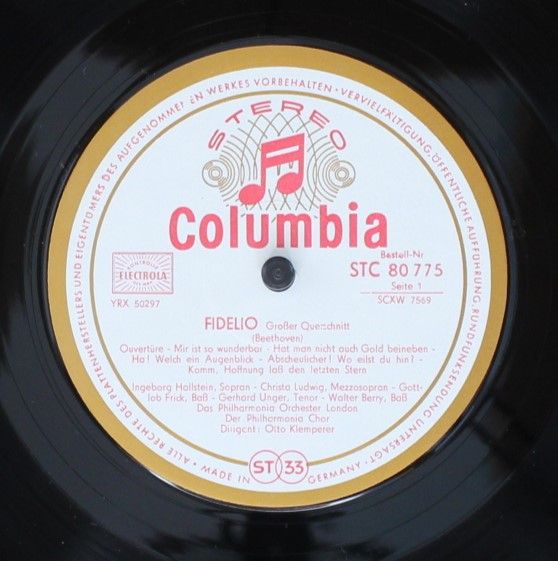 ALLE RECHTE DES PLATTENHERSTELLERS UND EIGENTÜMERS DES AUFGENOMMENEN WERKES VORBEHALTEN · VERVIELFÄLTIGUNG, ÖFFENTLICHE AUFFÜHRUNG, RUNDFUNKSENDUNG UNTERSAGT ·
STEREO
Columbia
ELECTROLA
Bestell-Nr
STC 80 775
Seite 1
YRX 50297
SCXW 7569
FIDELIO Großer Querschnitt
(Beethoven)
Ouvertüre - Mir ist so wunderbar - Hat man nicht auch Gold beineben -
Ha! Welch ein Augenblick - Abscheulicher! Wo eilst du hin? -
Komm, Hoffnung laß den letzten Stern
Ingeborg Hallstein, Sopran - Christa Ludwig, Mezzosopran - Gott-
lob Frick, Baß - Gerhard Unger, Tenor - Walter Berry, Baß
Das Philharmonia Orchester London
Der Philharmonia Chor
Dirigent: Otto Klemperer
MADE IN ST 33 GERMANY